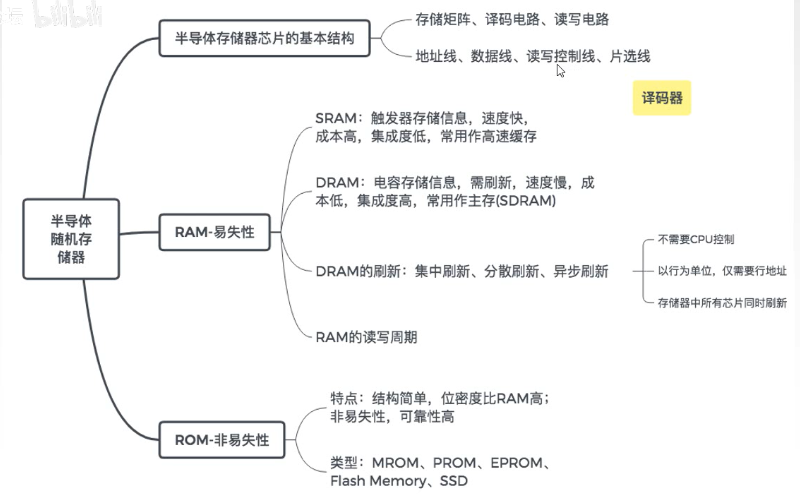 bilibili
半导体存储器芯片的基本结构
存储矩阵、译码电路、读写电路
地址线、数据线、读写控制线、片选线
译码器
半导体
随机存
储器
RAM-易失性
SRAM：触发器存储信息，速度快，
成本高，集成度低，常用作高速缓存
DRAM：电容存储信息，需刷新，速度慢，成
本低，集成度高，常用作主存(SDRAM)
DRAM的刷新：集中刷新、分散刷新、异步刷新
不需要CPU控制
以行为单位，仅需要行地址
存储器中所有芯片同时刷新
RAM的读写周期
ROM-非易失性
特点：结构简单，位密度比RAM高；
非易失性，可靠性高
类型：MROM、PROM、EPROM、
Flash Memory、SSD